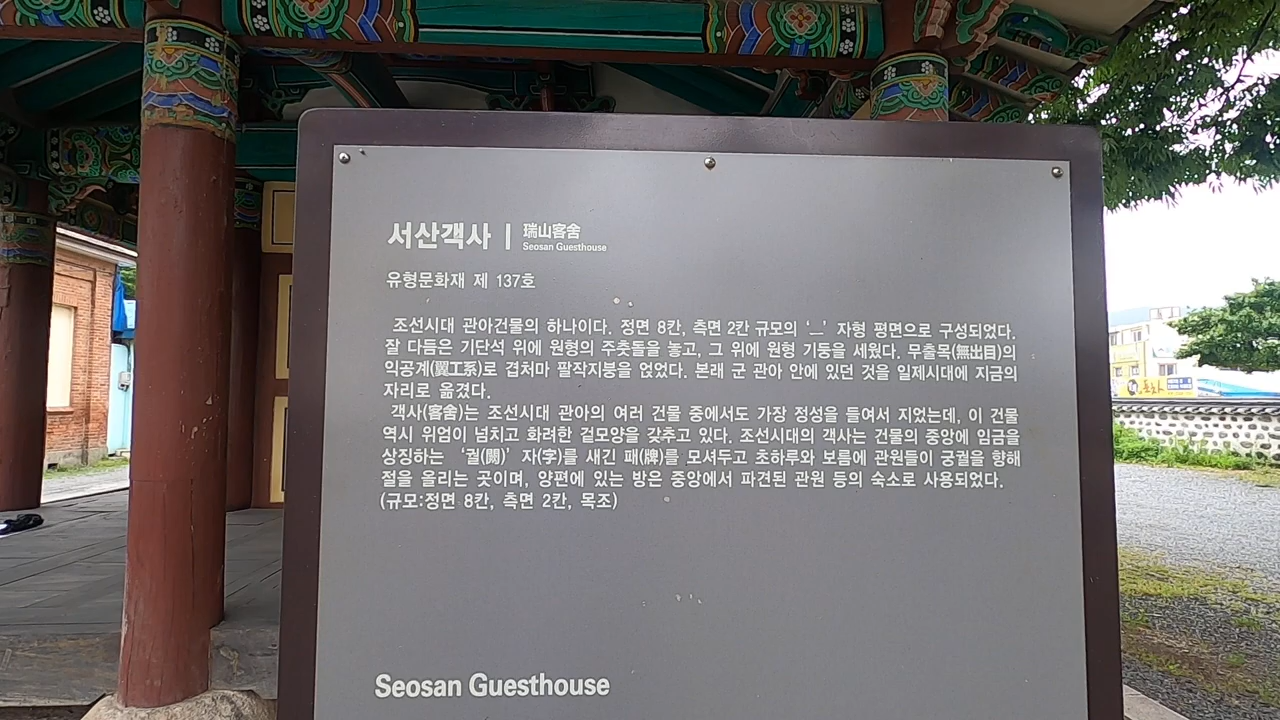 서산객사 | 瑞山客舍
Seosan Guesthouse
유형문화재 제 137호
조선시대 관아건물의 하나이다. 정면 8칸, 측면 2칸 규모의 ‘ㅡ’ 자형 평면으로 구성되었다.
잘 다듬은 기단석 위에 원형의 주춧돌을 놓고, 그 위에 원형 기둥을 세웠다. 무출목(無出目)의
익공계(翼工系)로 겹처마 팔작지붕을 얹었다. 본래 군 관아 안에 있던 것을 일제시대에 지금의
자리로 옮겼다.
객사(客舍)는 조선시대 관아의 여러 건물 중에서도 가장 정성을 들여서 지었는데, 이 건물
역시 위엄이 넘치고 화려한 겉모양을 갖추고 있다. 조선시대의 객사는 건물의 중앙에 임금을
상징하는 ‘궐(闕)’ 자(字)를 새긴 패(牌)를 모셔두고 초하루와 보름에 관원들이 궁궐을 향해
절을 올리는 곳이며, 양편에 있는 방은 중앙에서 파견된 관원 등의 숙소로 사용되었다.
(규모:정면 8칸, 측면 2칸, 목조)
Seosan Guesthouse